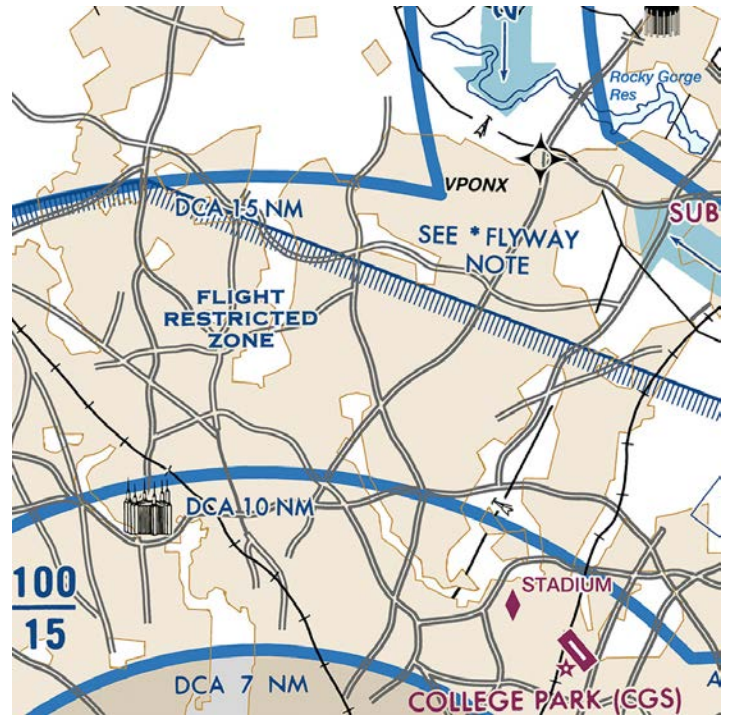 Rocky Gorge
Res
VPONX
DCA 15 NM
SUB
SEE * FLYWAY
NOTE
FLIGHT
RESTRICTED
ZONE
DCA 10 NM
100
15
STADIUM
DCA 7 NM
COLLEGE PARK (CGS)